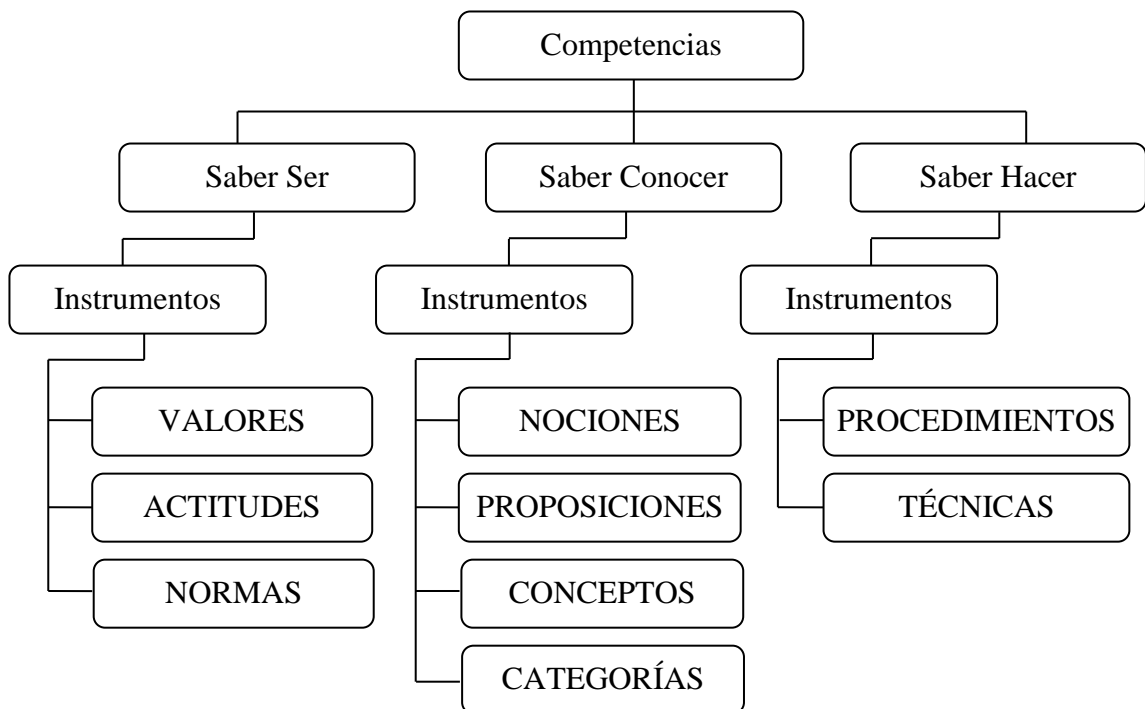 Competencias
Saber Ser
Saber Conocer
Saber Hacer
Instrumentos
Instrumentos
Instrumentos
VALORES
NOCIONES
PROCEDIMIENTOS
ACTITUDES
PROPOSICIONES
TÉCNICAS
NORMAS
CONCEPTOS
CATEGORÍAS